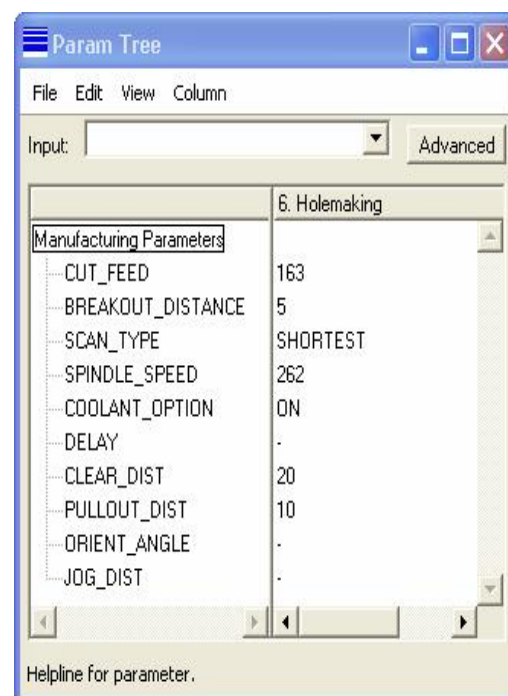 Param Tree
File Edit View Column
Input: Advanced
6. Holemaking
Manufacturing Parameters
CUT_FEED 163
BREAKOUT_DISTANCE 5
SCAN_TYPE SHORTEST
SPINDLE_SPEED 262
COOLANT_OPTION ON
DELAY -
CLEAR_DIST 20
PULLOUT_DIST 10
ORIENT_ANGLE -
JOG_DIST -
Helpline for parameter.